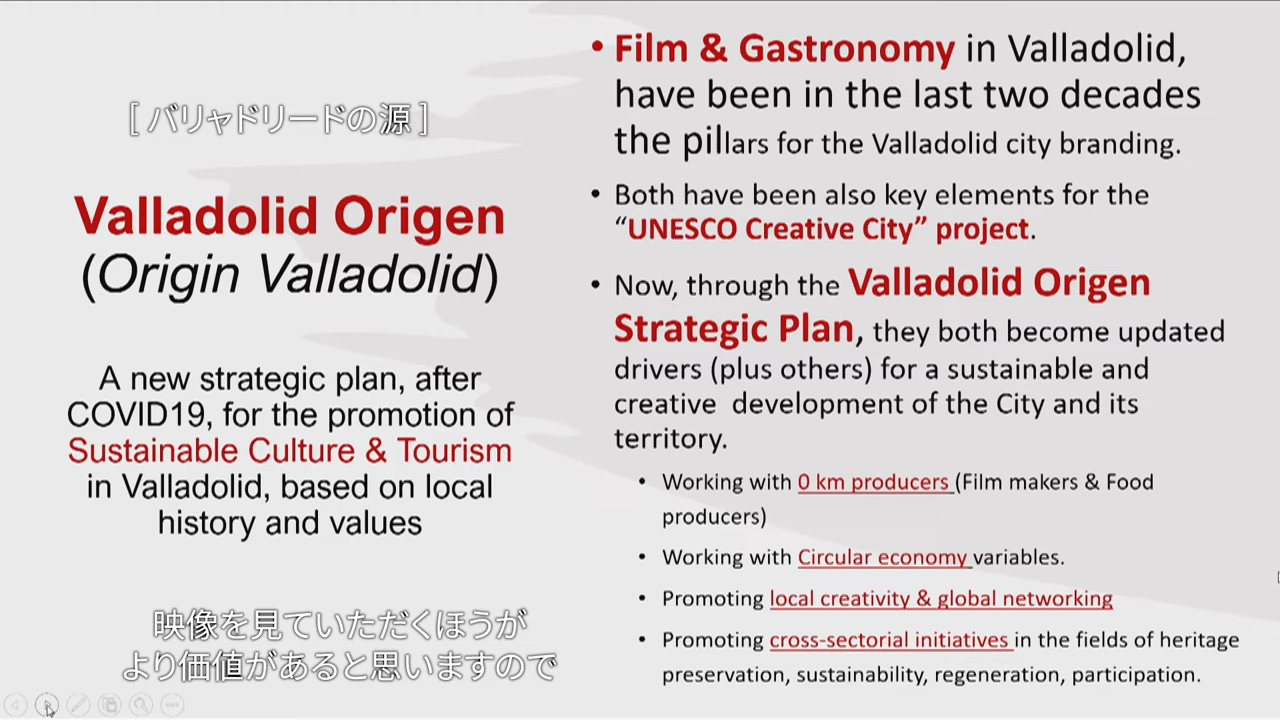 [ バリャドリードの源 ]
Valladolid Origen
(Origin Valladolid)
A new strategic plan, after
COVID19, for the promotion of
Sustainable Culture & Tourism
in Valladolid, based on local
history and values
映像を見ていただくほうが
より価値があると思いますので
• Film & Gastronomy in Valladolid,
have been in the last two decades
the pillars for the Valladolid city branding.
• Both have been also key elements for the
“UNESCO Creative City” project.
• Now, through the Valladolid Origen
Strategic Plan, they both become updated
drivers (plus others) for a sustainable and
creative development of the City and its
territory.
• Working with 0 km producers (Film makers & Food
producers)
• Working with Circular economy variables.
• Promoting local creativity & global networking
• Promoting cross-sectorial initiatives in the fields of heritage
preservation, sustainability, regeneration, participation.